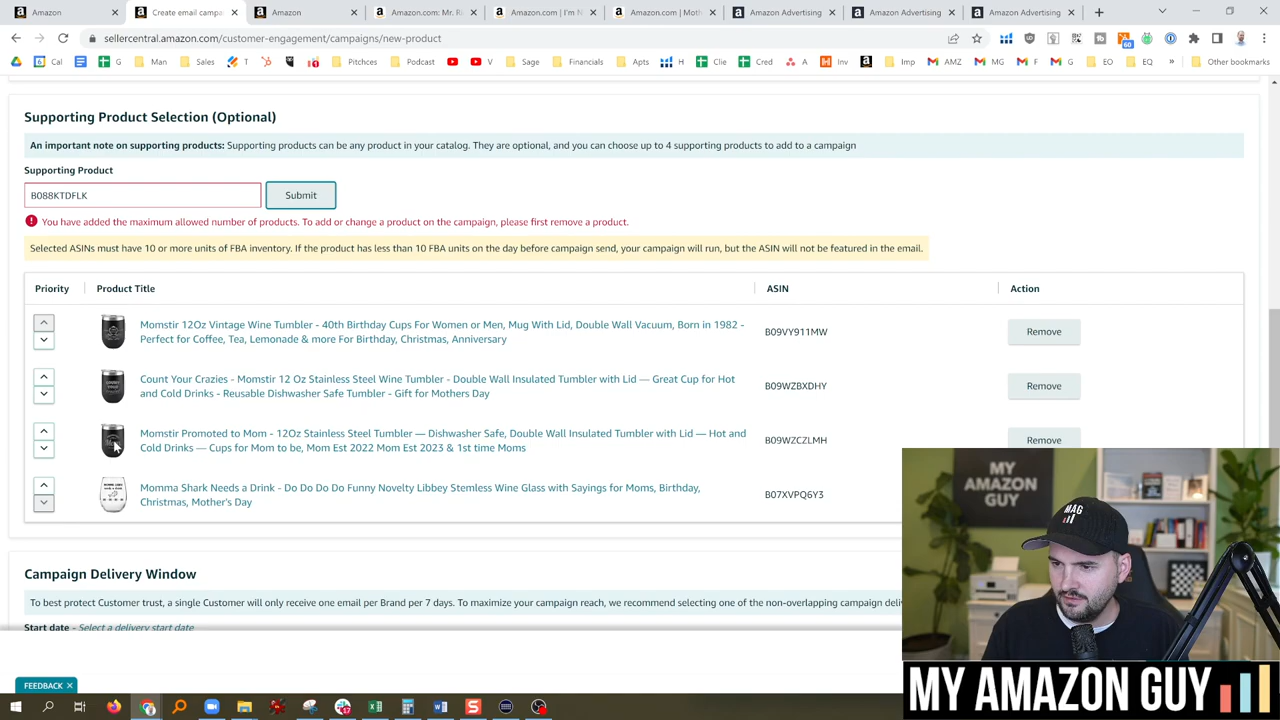 Amazon
Create email campa
Amazon
Amazon.com: Mr. R
Amazon.com | I'm N
Amazon.com | Moth
Amazon Advertising
Amazon Advertising
Amazon Advertising
sellercentral.amazon.com/customer-engagement/campaigns/new-product
60
Cal
G
Man
Sales
T
Pitchces
Podcast
V
Sage
Financials
Apts
H
Clie
Cred
A
Inv
Imp
AMZ
MG
F
G
EO
EQ
»
Other bookmarks
Supporting Product Selection (Optional)
An important note on supporting products: Supporting products can be any product in your catalog. They are optional, and you can choose up to 4 supporting products to add to a campaign
Supporting Product
B088KTDFLK
Submit
You have added the maximum allowed number of products. To add or change a product on the campaign, please first remove a product.
Selected ASINs must have 10 or more units of FBA inventory. If the product has less than 10 FBA units on the day before campaign send, your campaign will run, but the ASIN will not be featured in the email.
Priority
Product Title
ASIN
Action
Momstir 12Oz Vintage Wine Tumbler - 40th Birthday Cups For Women or Men, Mug With Lid, Double Wall Vacuum, Born in 1982 -
Perfect for Coffee, Tea, Lemonade & more For Birthday, Christmas, Anniversary
B09VY911MW
Remove
Count Your Crazies - Momstir 12 Oz Stainless Steel Wine Tumbler - Double Wall Insulated Tumbler with Lid — Great Cup for Hot
and Cold Drinks - Reusable Dishwasher Safe Tumbler - Gift for Mothers Day
B09WZBXDHY
Remove
Momstir Promoted to Mom - 12Oz Stainless Steel Tumbler — Dishwasher Safe, Double Wall Insulated Tumbler with Lid — Hot and
Cold Drinks — Cups for Mom to be, Mom Est 2022 Mom Est 2023 & 1st time Moms
B09WZCZLMH
Remove
Momma Shark Needs a Drink - Do Do Do Do Funny Novelty Libbey Stemless Wine Glass with Sayings for Moms, Birthday,
Christmas, Mother's Day
B07XVPQ6Y3
Campaign Delivery Window
To best protect Customer trust, a single Customer will only receive one email per Brand per 7 days. To maximize your campaign reach, we recommend selecting one of the non-overlapping campaign deli
Start date - Select a delivery start date
FEEDBACK
MY
AMAZON
GUY
MAG
MY AMAZON GUY